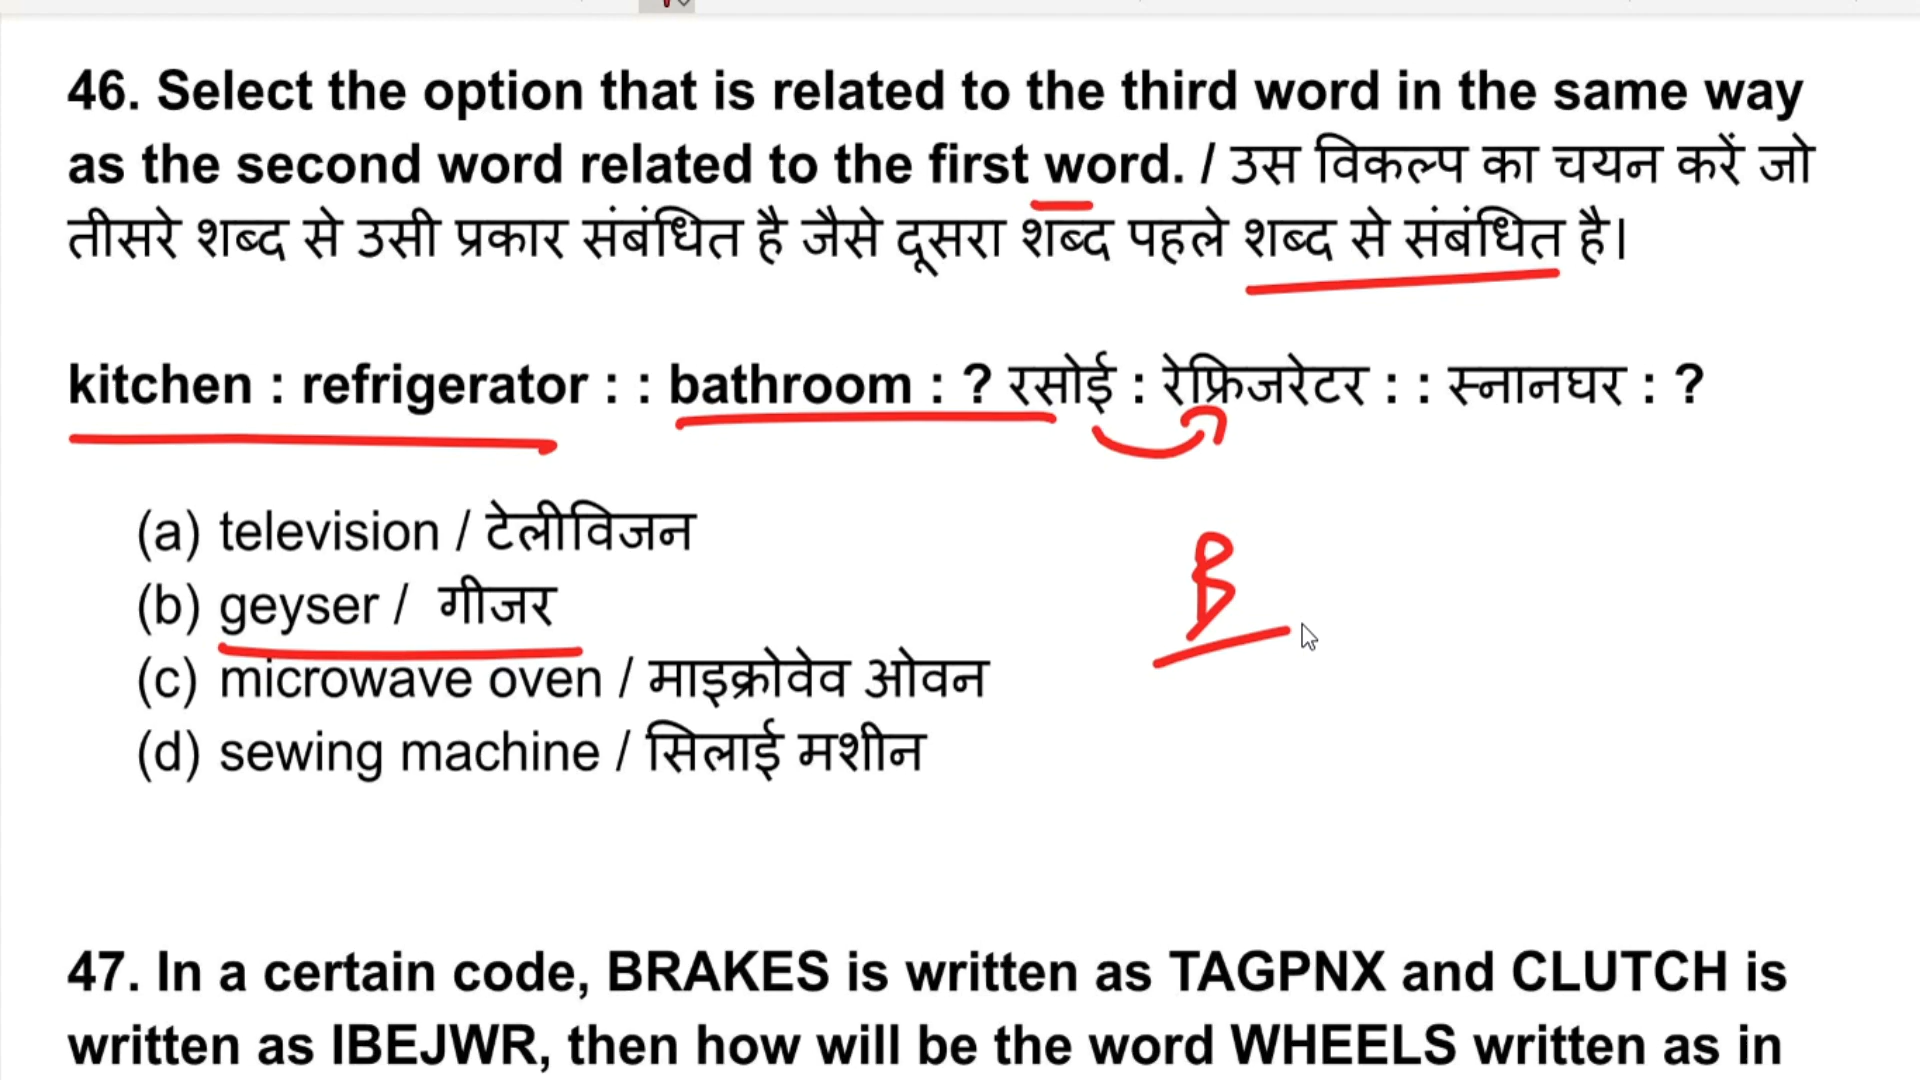 46. Select the option that is related to the third word in the same way
as the second word related to the first word. / उस विकल्प का चयन करें जो
तीसरे शब्द से उसी प्रकार संबंधित है जैसे दूसरा शब्द पहले शब्द से संबंधित है।
kitchen : refrigerator : : bathroom : ? रसोई : रेफ्रिजरेटर : : स्नानघर : ?
(a) television / टेलीविजन
(b) geyser / गीजर
B
(c) microwave oven / माइक्रोवेव ओवन
(d) sewing machine / सिलाई मशीन
47. In a certain code, BRAKES is written as TAGPNX and CLUTCH is
written as IBEJWR, then how will be the word WHEELS written as in